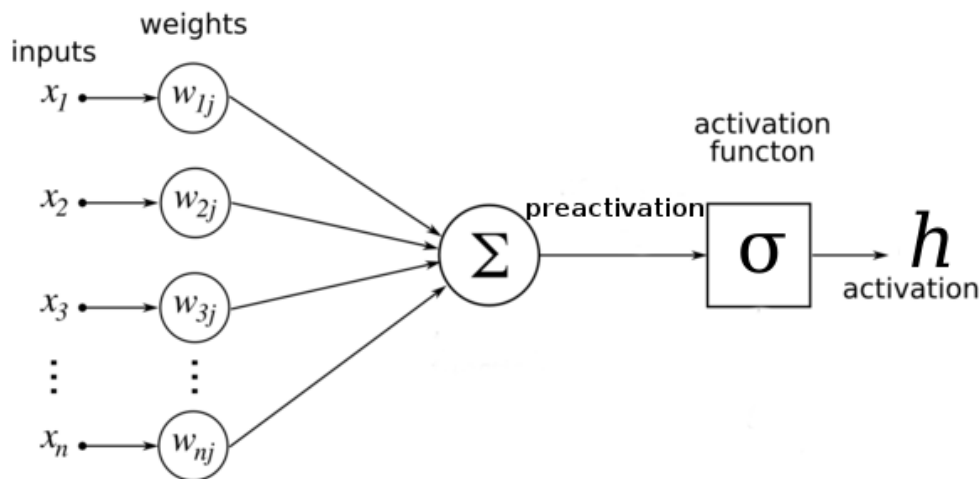 weights
inputs
x1
w1j
activation
functon
x2
w2j
preactivation
Σ
σ
h
activation
x3
w3j
⋮
⋮
xn
wnj